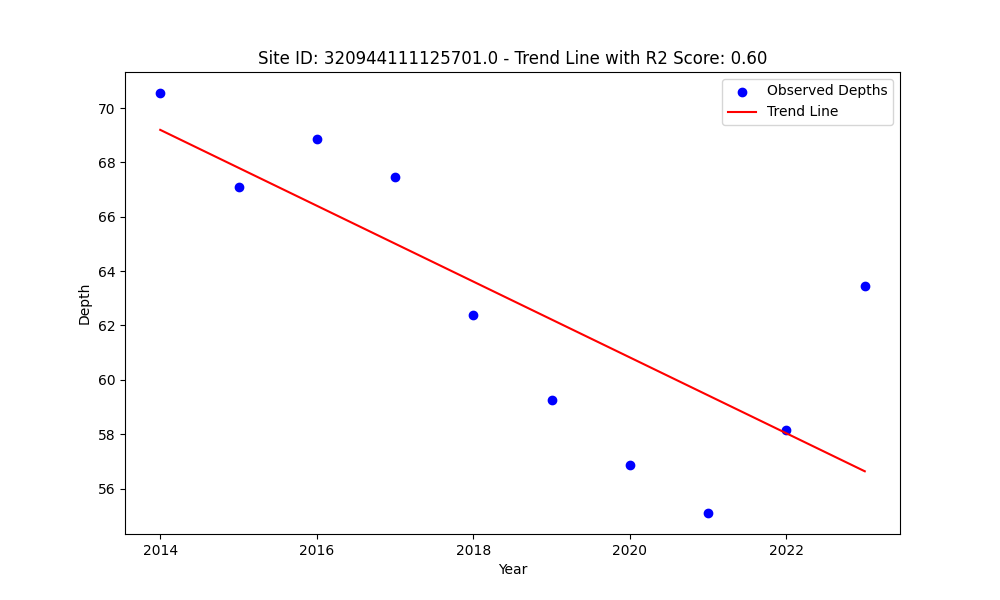 Site ID: 320944111125701.0 - Trend Line with R2 Score: 0.60
Observed Depths
Trend Line
70
68
66
64
62
60
58
56
Depth
2014
2016
2018
2020
2022
Year